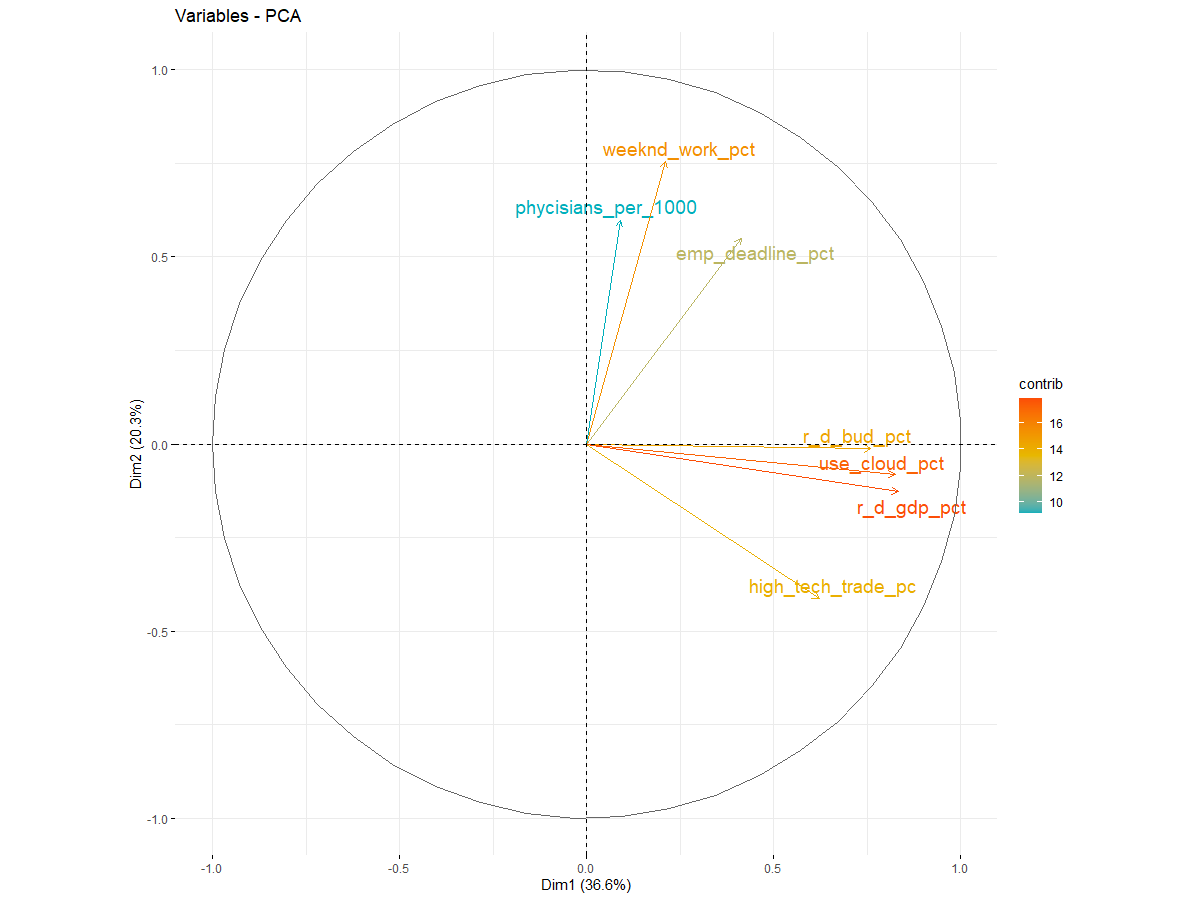 Variables - PCA
1.0
weeknd_work_pct
phycisians_per_1000
emp_deadline_pct
0.5
contrib
16
14
12
10
Dim2 (20.3%)
0.0
r_d_bud_pct
use_cloud_pct
r_d_gdp_pct
high_tech_trade_pc
-0.5
-1.0
-1.0
-0.5
0.0
0.5
1.0
Dim1 (36.6%)